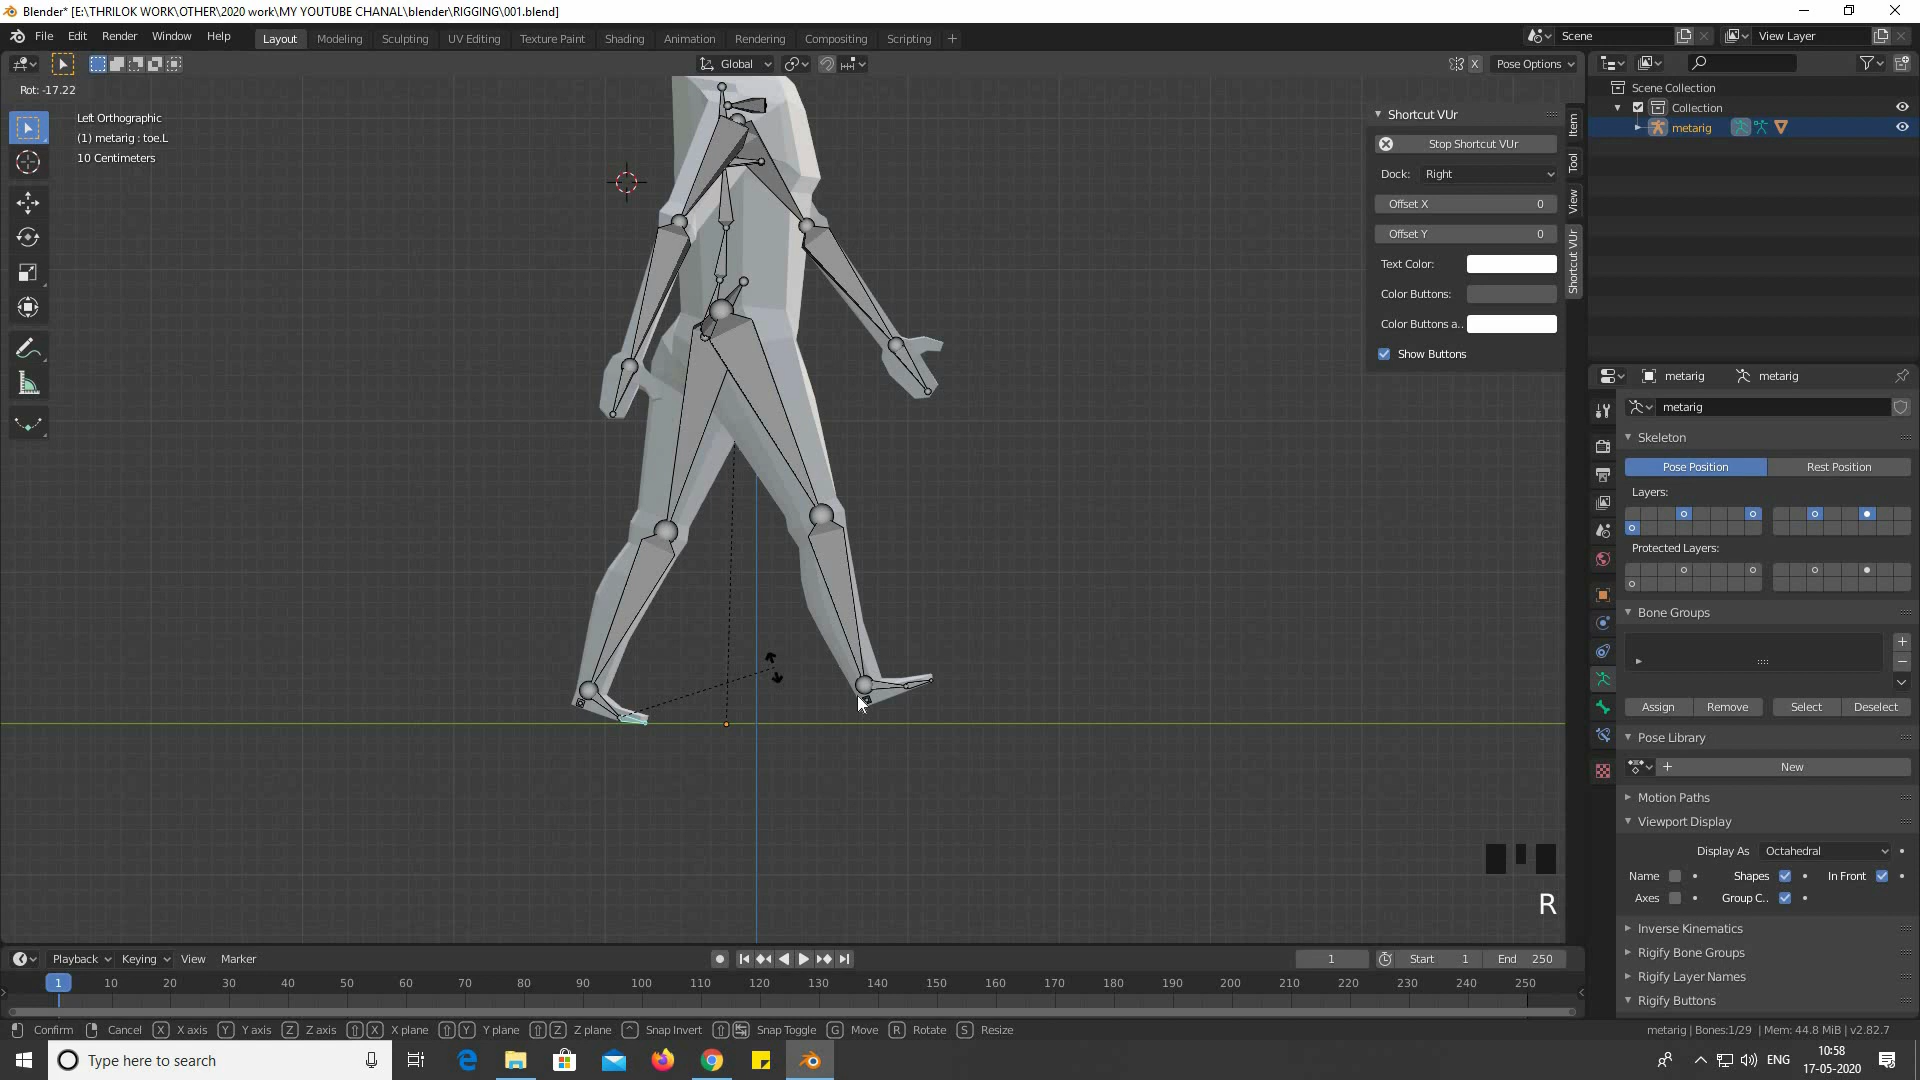 Blender* [E:\THRILOK WORK\OTHER\2020 work\MY YOUTUBE CHANAL\blender\RIGGING\001.blend]
File Edit Render Window Help Layout Modeling Sculpting UV Editing Texture Paint Shading Animation Rendering Compositing Scripting + Scene View Layer
Global X Pose Options
Rot: -17.22
Left Orthographic
(1) metarig : toe.L
10 Centimeters
Shortcut VUr
Stop Shortcut VUr
Dock: Right
Offset X 0
Offset Y 0
Text Color:
Color Buttons:
Color Buttons a..
Show Buttons
Item
Tool
View
Shortcut VUr
Scene Collection
Collection
metarig
metarig metarig
metarig
Skeleton
Pose Position Rest Position
Layers:
Protected Layers:
Bone Groups
Assign Remove Select Deselect
Pose Library
+ New
Motion Paths
Viewport Display
Display As Octahedral
Name Shapes In Front
Axes Group C..
Inverse Kinematics
Rigify Bone Groups
Rigify Layer Names
Rigify Buttons
R
Playback Keying View Marker 1 Start 1 End 250
1 10 20 30 40 50 60 70 80 90 100 110 120 130 140 150 160 170 180 190 200 210 220 230 240 250
Confirm Cancel X X axis Y Y axis Z Z axis X X plane Y Y plane Z Z plane Snap Invert Snap Toggle G Move R Rotate S Resize metarig | Bones:1/29 | Mem: 44.8 MiB | v2.82.7
Type here to search
ENG
10:58
17-05-2020